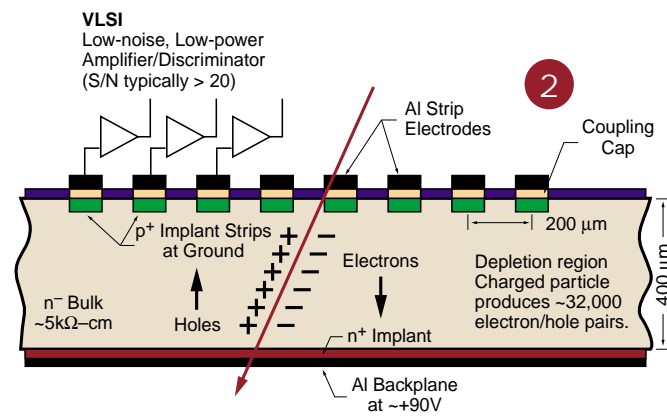 VLSI
Low-noise, Low-power
Amplifier/Discriminator
(S/N typically > 20)
2
Al Strip
Electrodes
Coupling
Cap
p+ Implant Strips
at Ground
200 μm
400 μm
Electrons
Depletion region
Charged particle
produces ~32,000
electron/hole pairs.
n– Bulk
~5kΩ–cm
Holes
n+ Implant
Al Backplane
at ~+90V